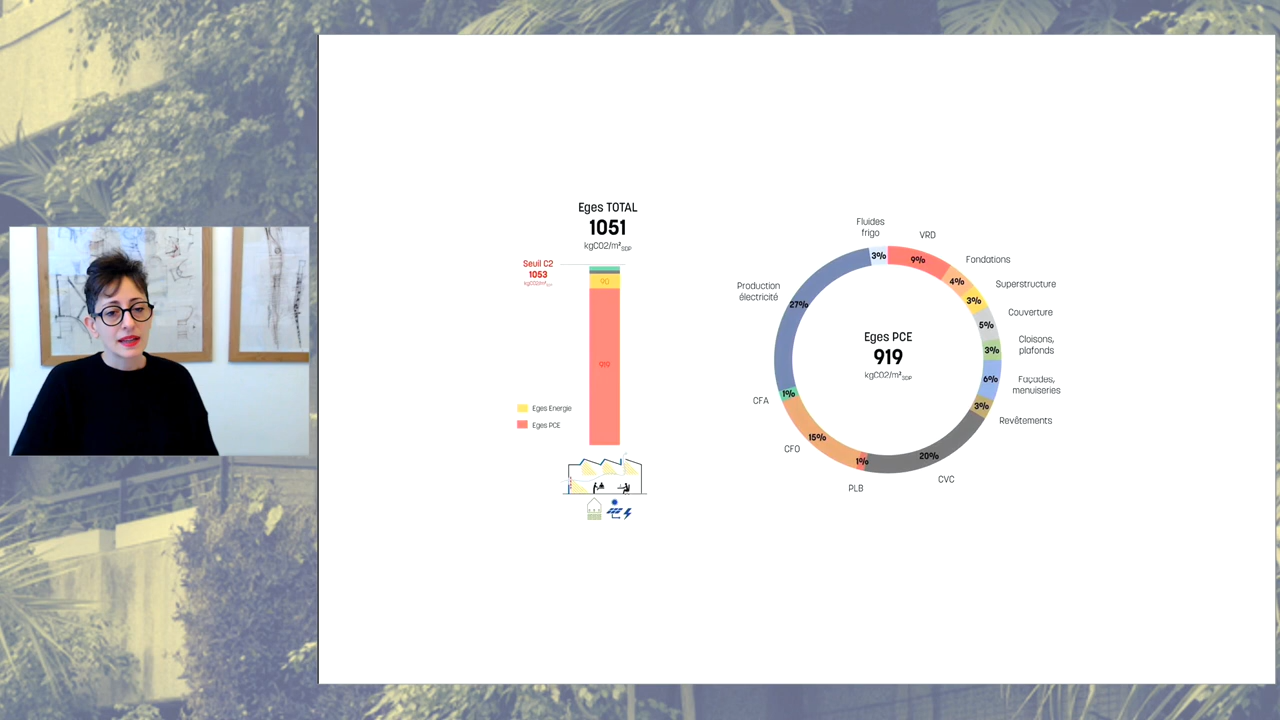 Eges TOTAL
1051
kgCO2/m²SDP
Seuil C2
1053
kgCO2/m²
90
919
Eges Energie
Eges PCE
Fluides
frigo
VRD
Fondations
Superstructure
Couverture
Cloisons,
plafonds
Façades,
menuiseries
Revêtements
CVC
PLB
CFO
CFA
Production
électricité
3%
9%
4%
3%
5%
3%
6%
3%
20%
1%
15%
1%
27%
Eges PCE
919
kgCO2/m²SDP